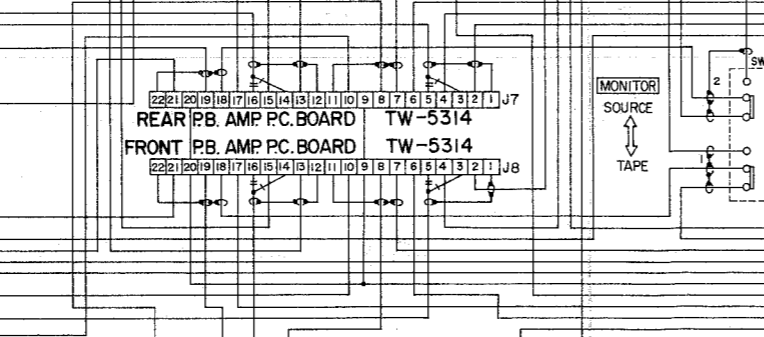 SW
22 21 20 19 18 17 16 15 14 13 12 11 10 9 8 7 6 5 4 3 2 1 J7
REAR P.B. AMP. P.C. BOARD TW-5314
FRONT P.B. AMP. P.C. BOARD TW-5314
22 21 20 19 18 17 16 15 14 13 12 11 10 9 8 7 6 5 4 3 2 1 J8
MONITOR
SOURCE
TAPE
2
1